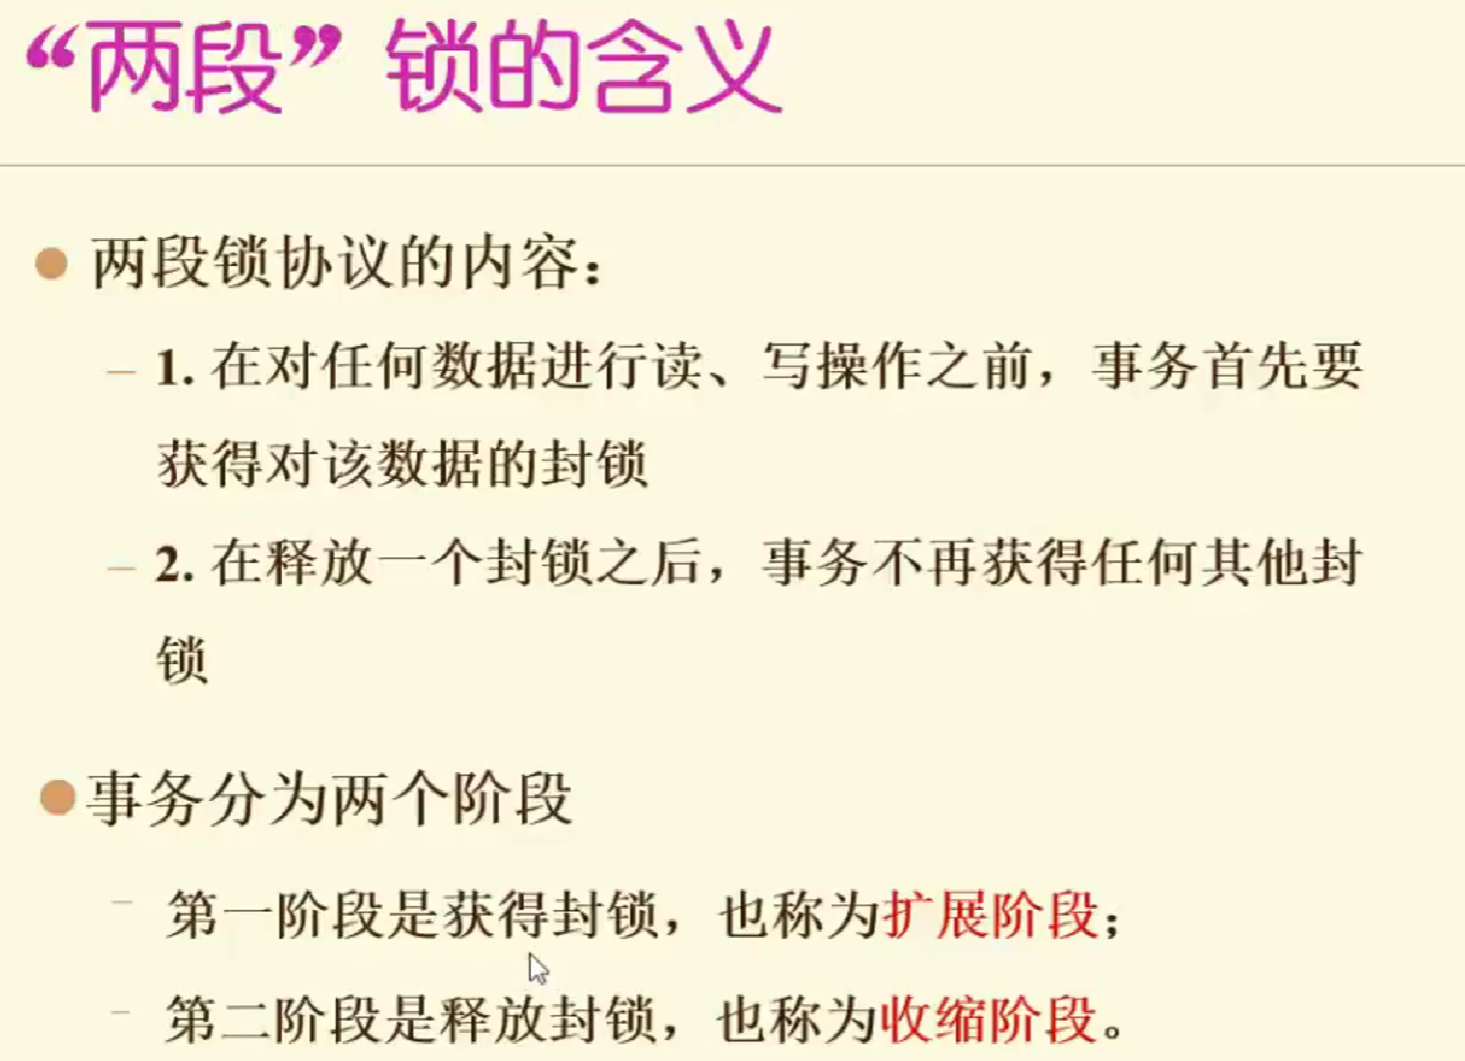 “两段”锁的含义
两段锁协议的内容：
– 1. 在对任何数据进行读、写操作之前，事务首先要
获得对该数据的封锁
– 2. 在释放一个封锁之后，事务不再获得任何其他封
锁
事务分为两个阶段
– 第一阶段是获得封锁，也称为扩展阶段；
– 第二阶段是释放封锁，也称为收缩阶段。